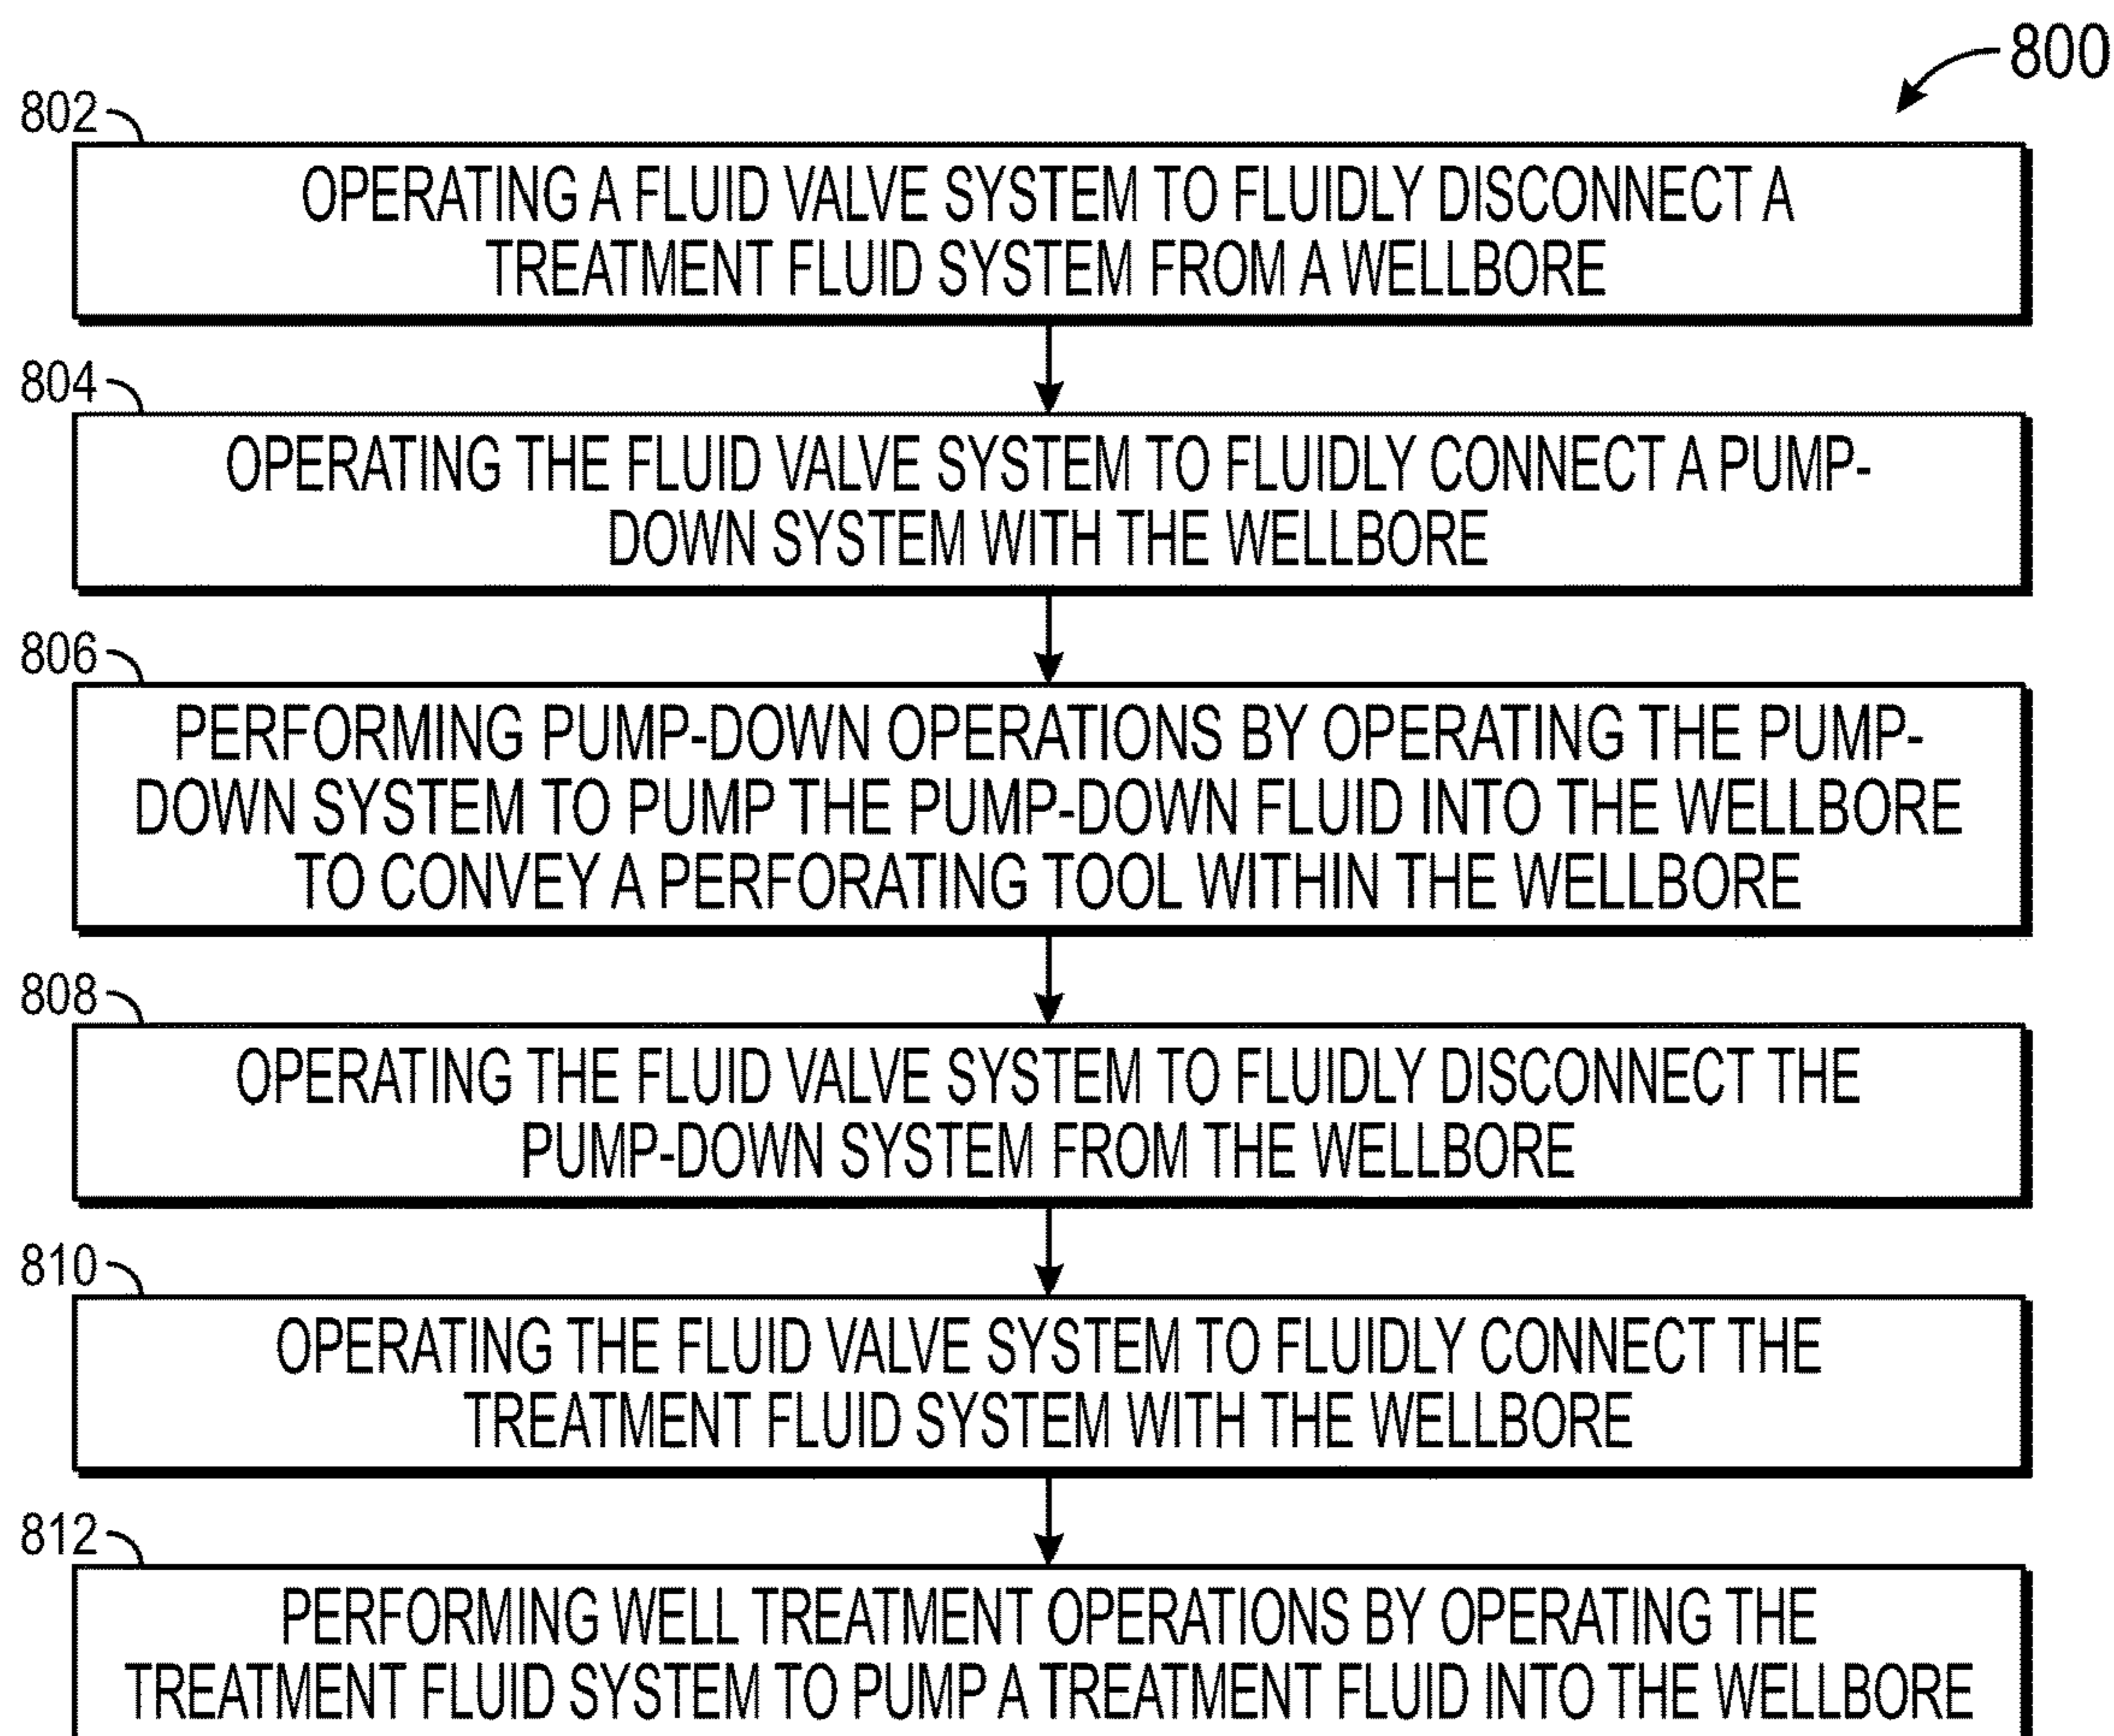 800
802
OPERATING A FLUID VALVE SYSTEM TO FLUIDLY DISCONNECT A
TREATMENT FLUID SYSTEM FROM A WELLBORE
804
OPERATING THE FLUID VALVE SYSTEM TO FLUIDLY CONNECT A PUMP-
DOWN SYSTEM WITH THE WELLBORE
806
PERFORMING PUMP-DOWN OPERATIONS BY OPERATING THE PUMP-
DOWN SYSTEM TO PUMP THE PUMP-DOWN FLUID INTO THE WELLBORE
TO CONVEY A PERFORATING TOOL WITHIN THE WELLBORE
808
OPERATING THE FLUID VALVE SYSTEM TO FLUIDLY DISCONNECT THE
PUMP-DOWN SYSTEM FROM THE WELLBORE
810
OPERATING THE FLUID VALVE SYSTEM TO FLUIDLY CONNECT THE
TREATMENT FLUID SYSTEM WITH THE WELLBORE
812
PERFORMING WELL TREATMENT OPERATIONS BY OPERATING THE
TREATMENT FLUID SYSTEM TO PUMP A TREATMENT FLUID INTO THE WELLBORE